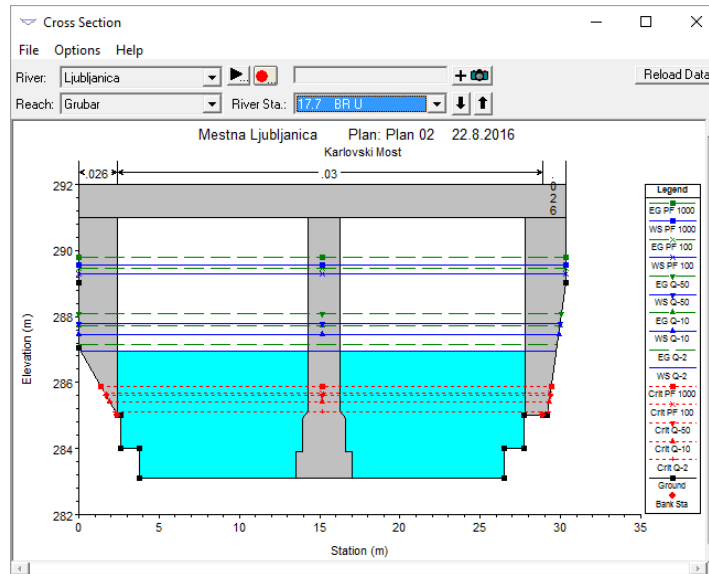 Cross Section
File Options Help
River: Ljubljanica Reload Data
Reach: Grubar River Sta.: 17.7 BR U
Mestna Ljubljanica Plan: Plan 02 22.8.2016
Karlovski Most
.026 .03 .026
Elevation (m)
292
290
288
286
284
282
0 5 10 15 20 25 30 35
Station (m)
Legend
EG PF 1000
WS PF 1000
EG PF 100
WS PF 100
EG Q-50
WS Q-50
EG Q-10
WS Q-10
EG Q-2
WS Q-2
Crit PF 1000
Crit PF 100
Crit Q-50
Crit Q-10
Crit Q-2
Ground
Bank Sta